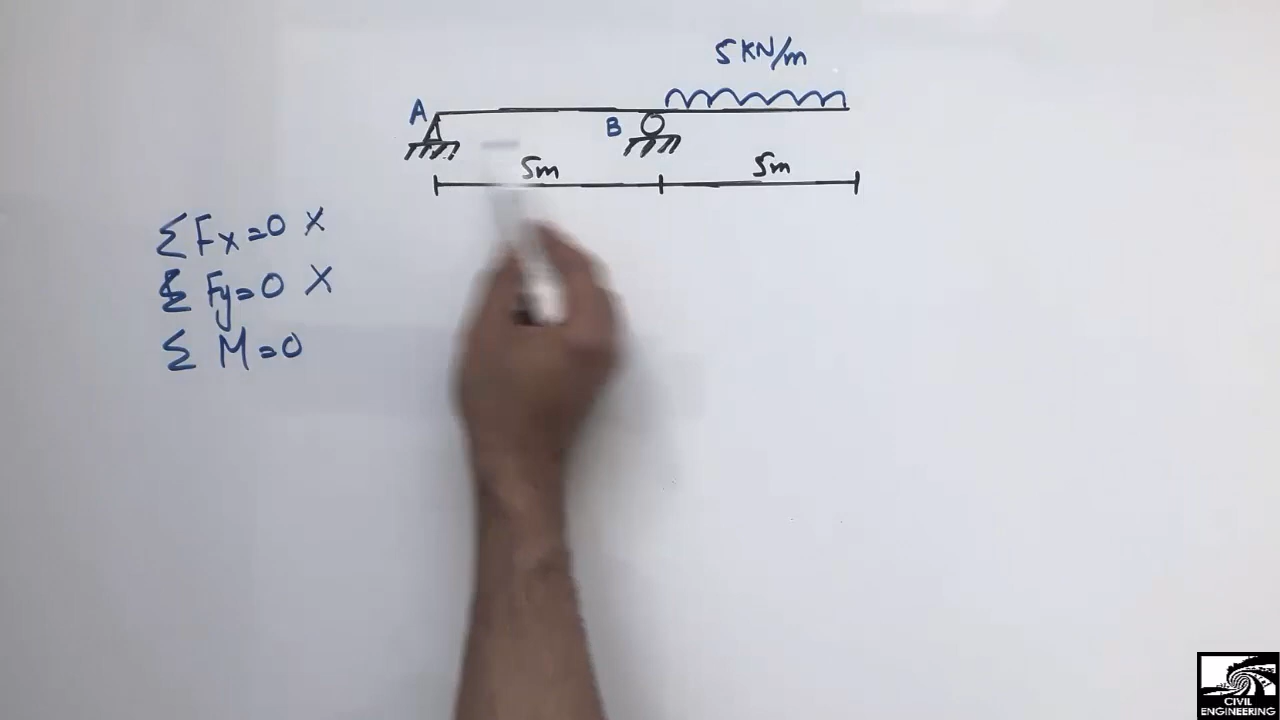 5 KN/m
A
B
5m
5m
ΣFx=0 X
ΣFy=0 X
ΣM=0
CIVIL
ENGINEERING